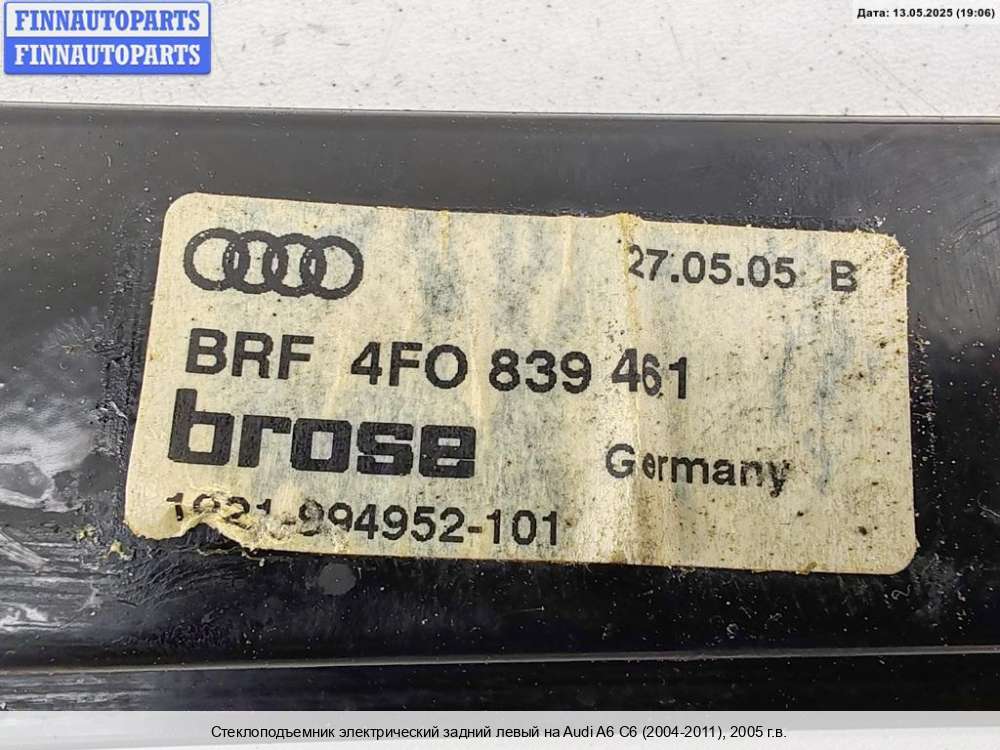 FINNAUTOPARTS
FINNAUTOPARTS
Дата: 13.05.2025 (19:06)
27.05.05 B
BRF 4F0 839 461
brose
Germany
994952-101
Стеклоподъемник электрический задний левый на Audi A6 C6 (2004-2011), 2005 г.в.